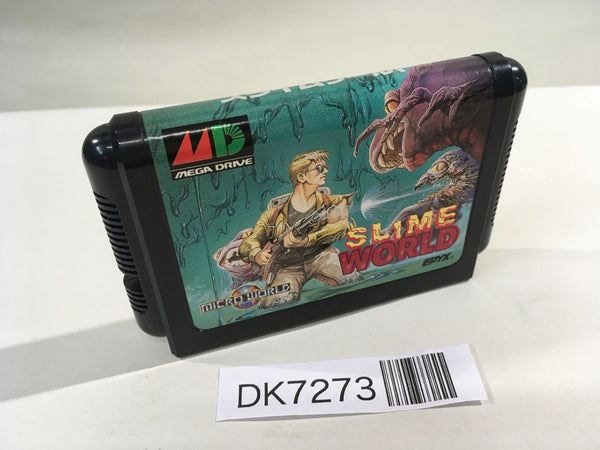 MD
MEGA DRIVE
SLIME
WORLD
EPYX
MICRO WORLD
DK7273